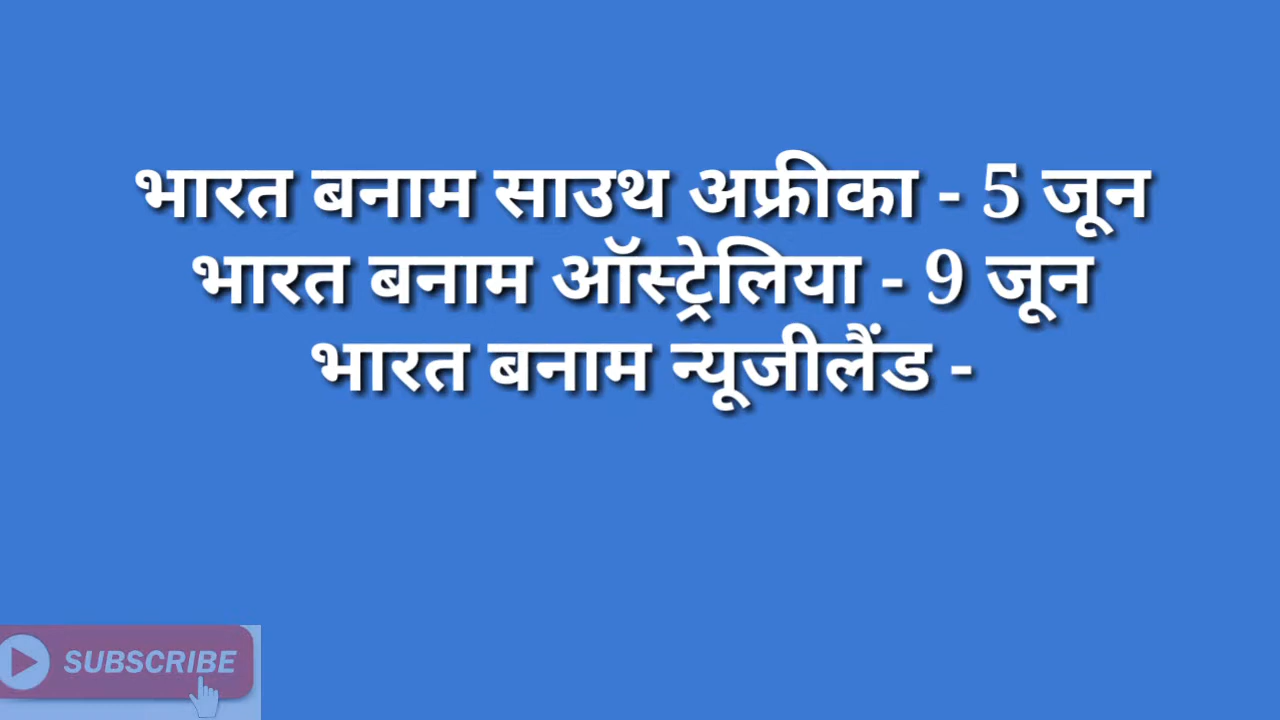 भारत बनाम साउथ अफ्रीका - 5 जून
भारत बनाम ऑस्ट्रेलिया - 9 जून
भारत बनाम न्यूजीलैंड -
SUBSCRIBE